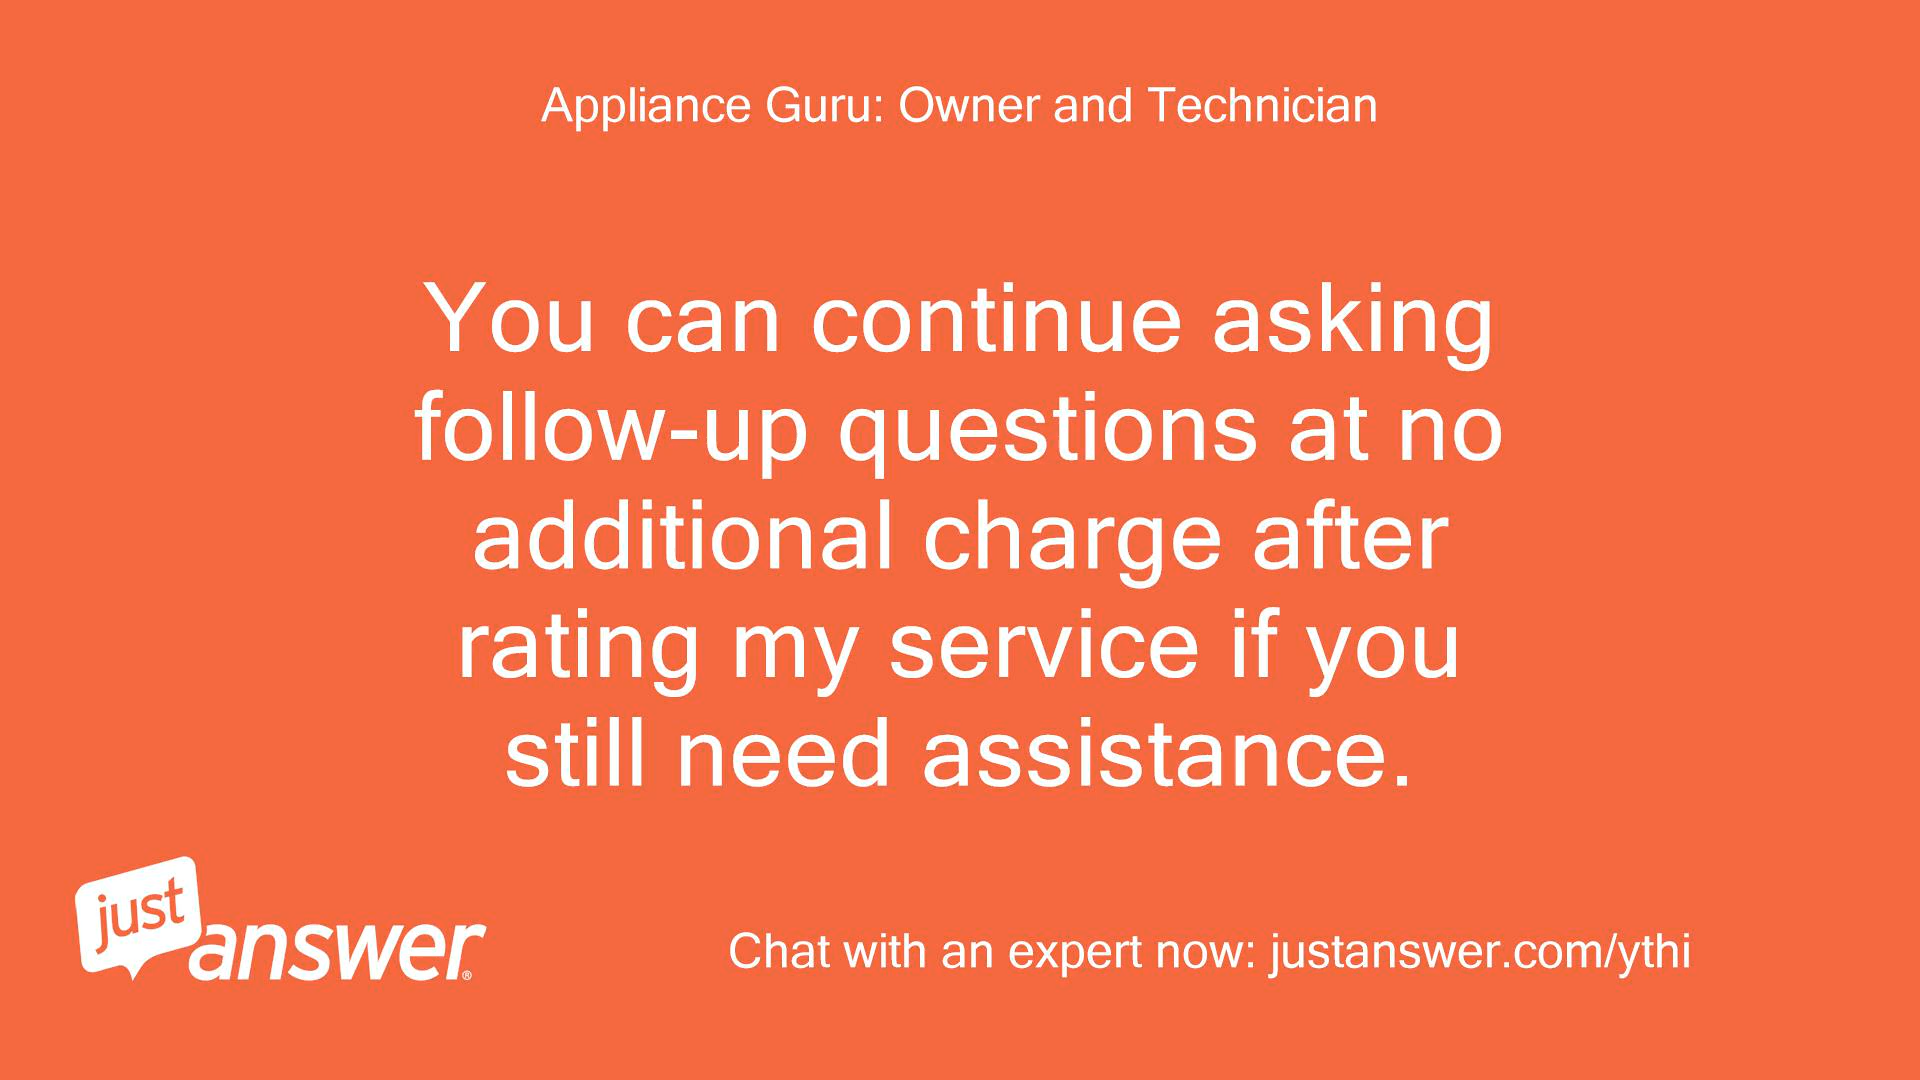 Appliance Guru: Owner and Technician
You can continue asking
follow-up questions at no
additional charge after
rating my service if you
still need assistance.
just
answer®
Chat with an expert now: justanswer.com/ythi